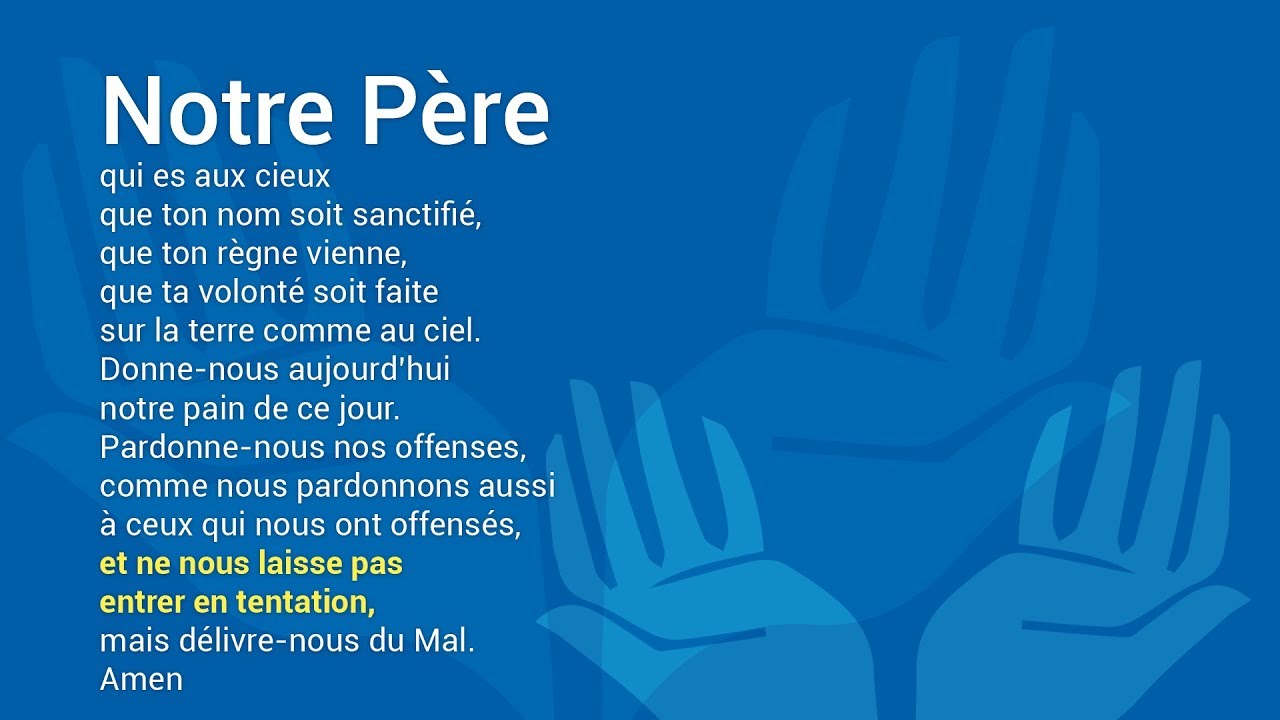 Notre Père
qui es aux cieux
que ton nom soit sanctifié,
que ton règne vienne,
que ta volonté soit faite
sur la terre comme au ciel.
Donne-nous aujourd'hui
notre pain de ce jour.
Pardonne-nous nos offenses,
comme nous pardonnons aussi
à ceux qui nous ont offensés,
et ne nous laisse pas
entrer en tentation,
mais délivre-nous du Mal.
Amen